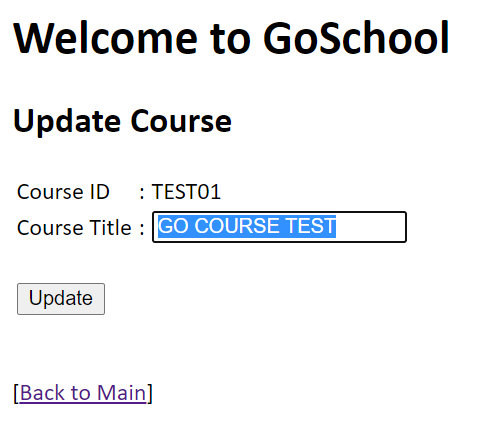 Welcome to GoSchool
Update Course
Course ID : TEST01
Course Title : GO COURSE TEST
Update
[Back to Main]